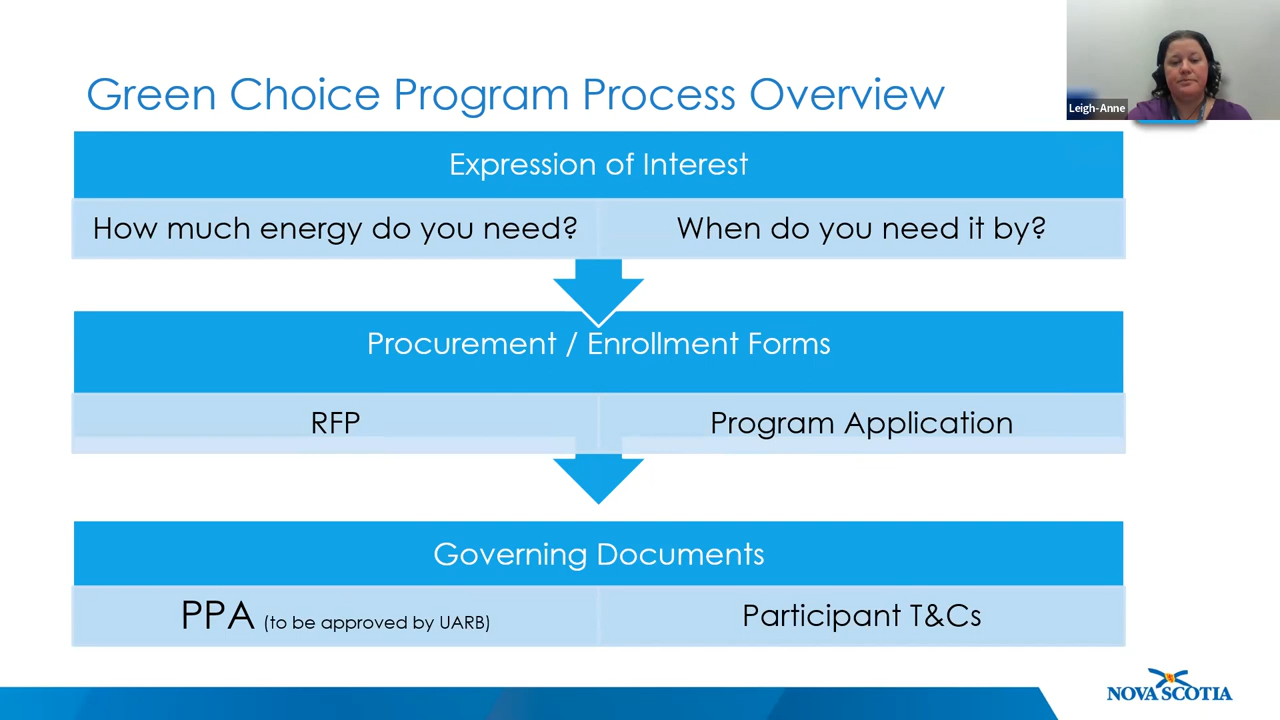 Green Choice Program Process Overview
Leigh-Anne
Expression of Interest
How much energy do you need?
When do you need it by?
Procurement / Enrollment Forms
RFP
Program Application
Governing Documents
PPA (to be approved by UARB)
Participant T&Cs
NOVA SCOTIA